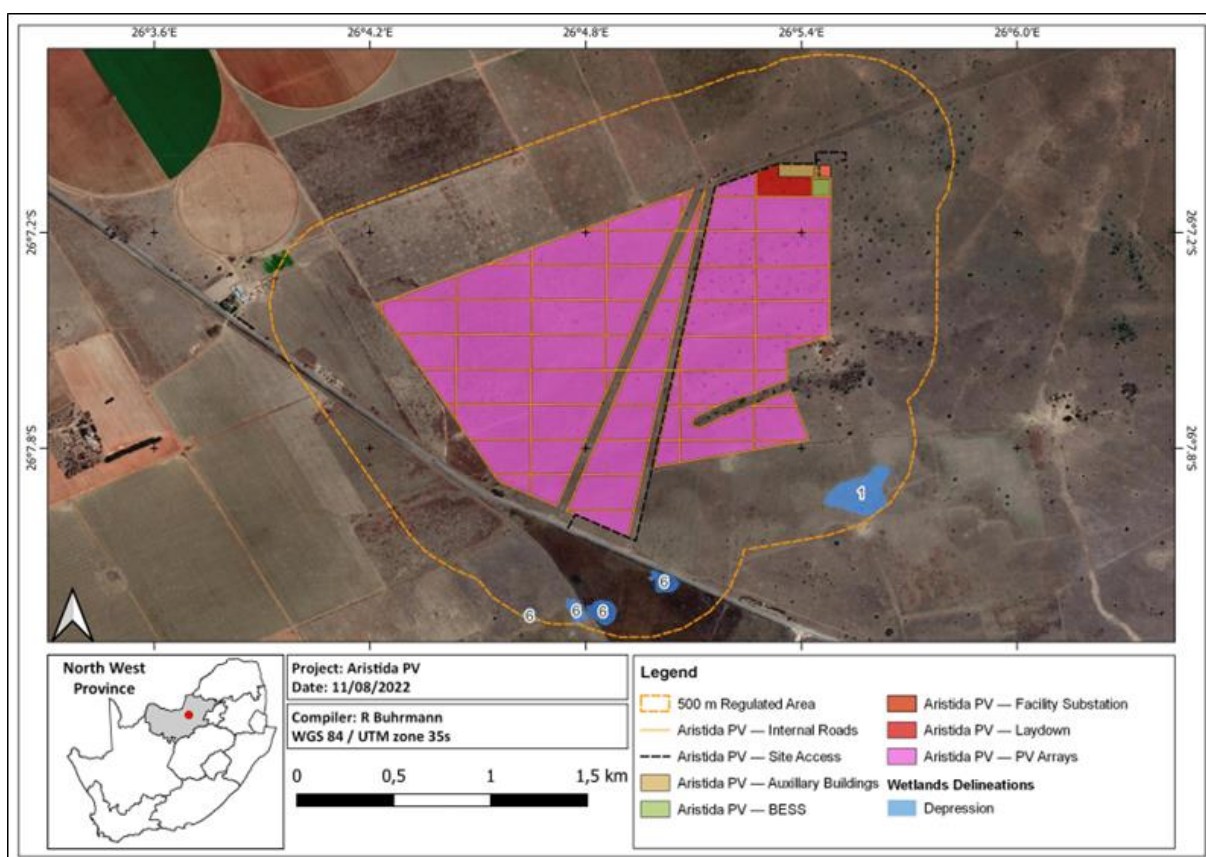 26°3.6'E 26°4.2'E 26°4.8'E 26°5.4'E 26°6.0'E
26°7.2'S 26°7.2'S
26°7.8'S 26°7.8'S
1
6
6 6 6
North West
Province
Project: Aristida PV
Date: 11/08/2022
Compiler: R Buhrmann
WGS 84 / UTM zone 35s
0 0,5 1 1,5 km
Legend
500 m Regulated Area
Aristida PV — Internal Roads
Aristida PV — Site Access
Aristida PV — Auxillary Buildings
Aristida PV — BESS
Aristida PV — Facility Substation
Aristida PV — Laydown
Aristida PV — PV Arrays
Wetlands Delineations
Depression